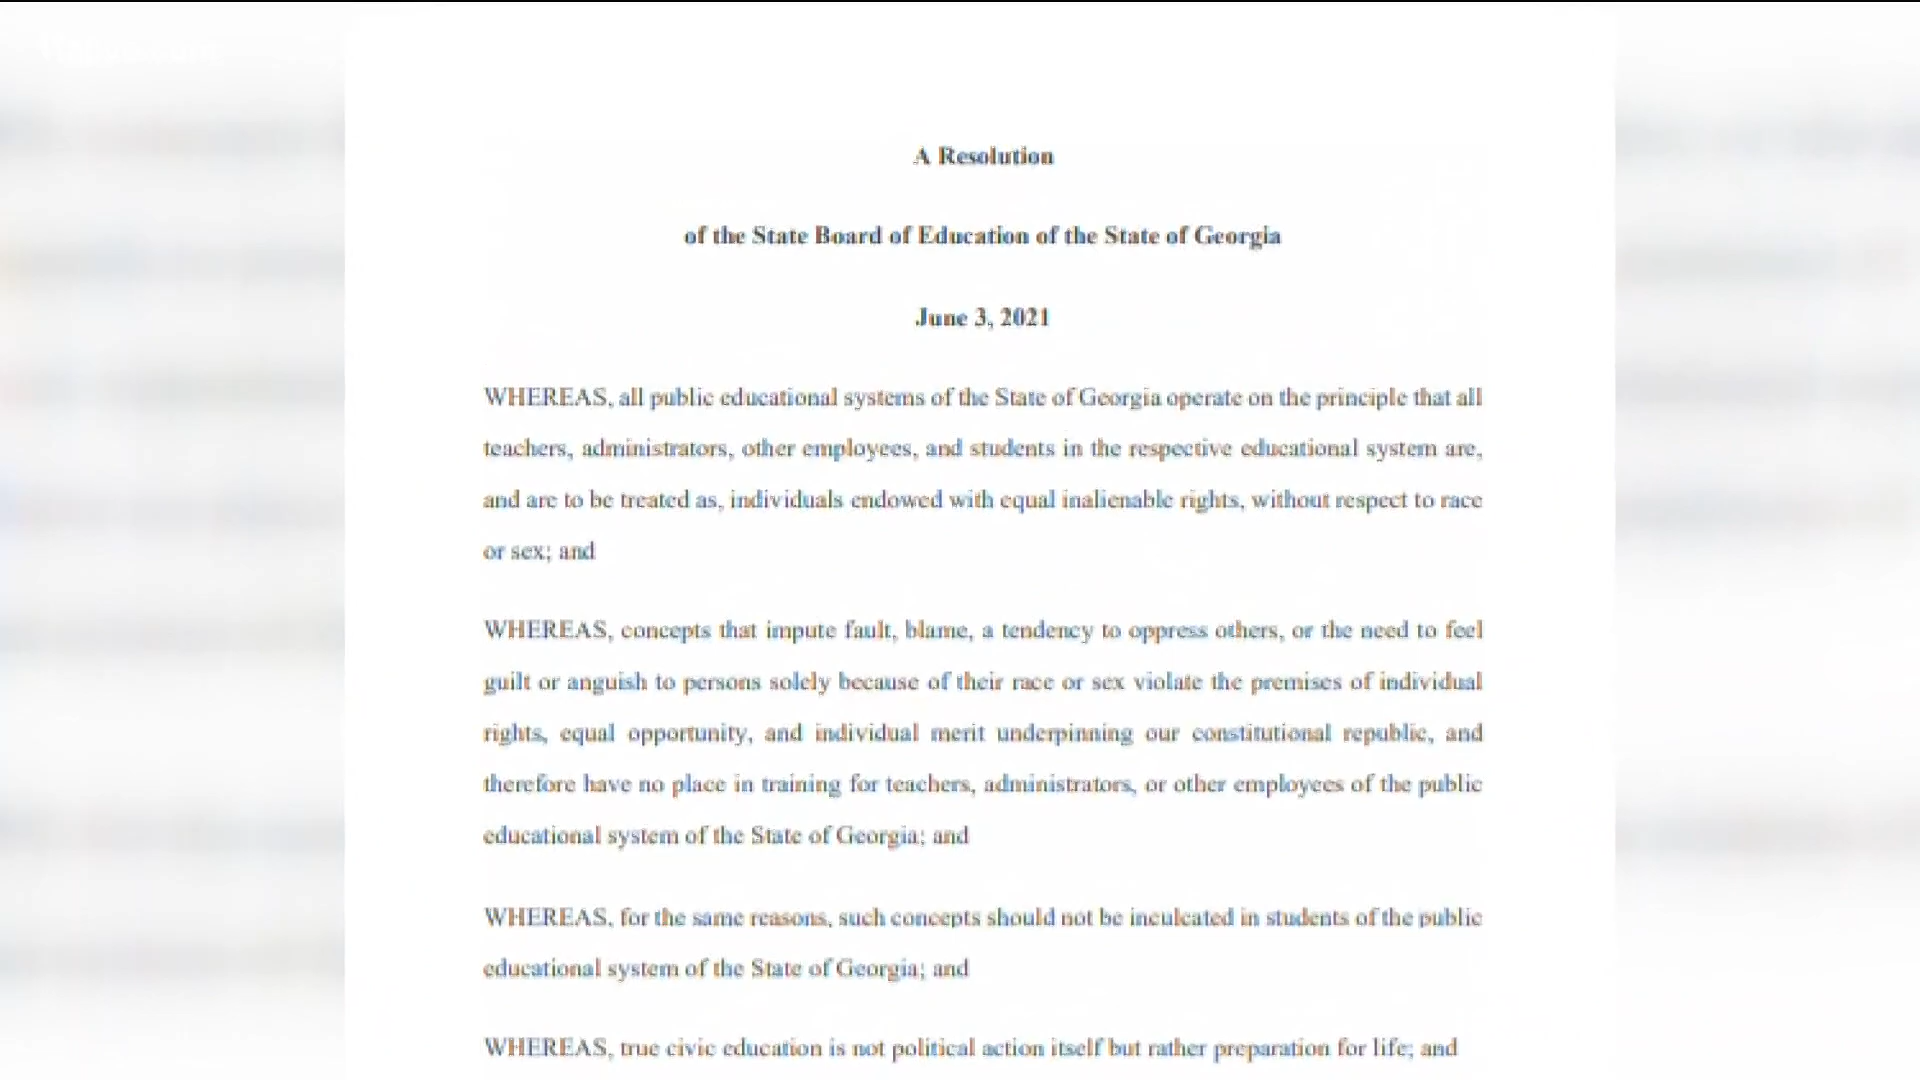 A Resolution
of the State Board of Education of the State of Georgia
June 3, 2021
WHEREAS, all public educational systems of the State of Georgia operate on the principle that all
teachers, administrators, other employees, and students in the respective educational system are,
and are to be treated as, individuals endowed with equal inalienable rights, without respect to race
or sex; and
WHEREAS, concepts that impute fault, blame, a tendency to oppress others, or the need to feel
guilt or anguish to persons solely because of their race or sex violate the premises of individual
rights, equal opportunity, and individual merit underpinning our constitutional republic, and
therefore have no place in training for teachers, administrators, or other employees of the public
educational system of the State of Georgia; and
WHEREAS, for the same reasons, such concepts should not be inculcated in students of the public
educational system of the State of Georgia; and
WHEREAS, true civic education is not political action itself but rather preparation for life; and